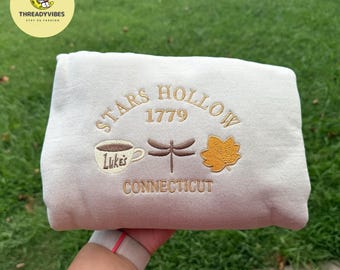 THREADYVIBES
STARS HOLLOW
1779
Luke's
CONNECTICUT